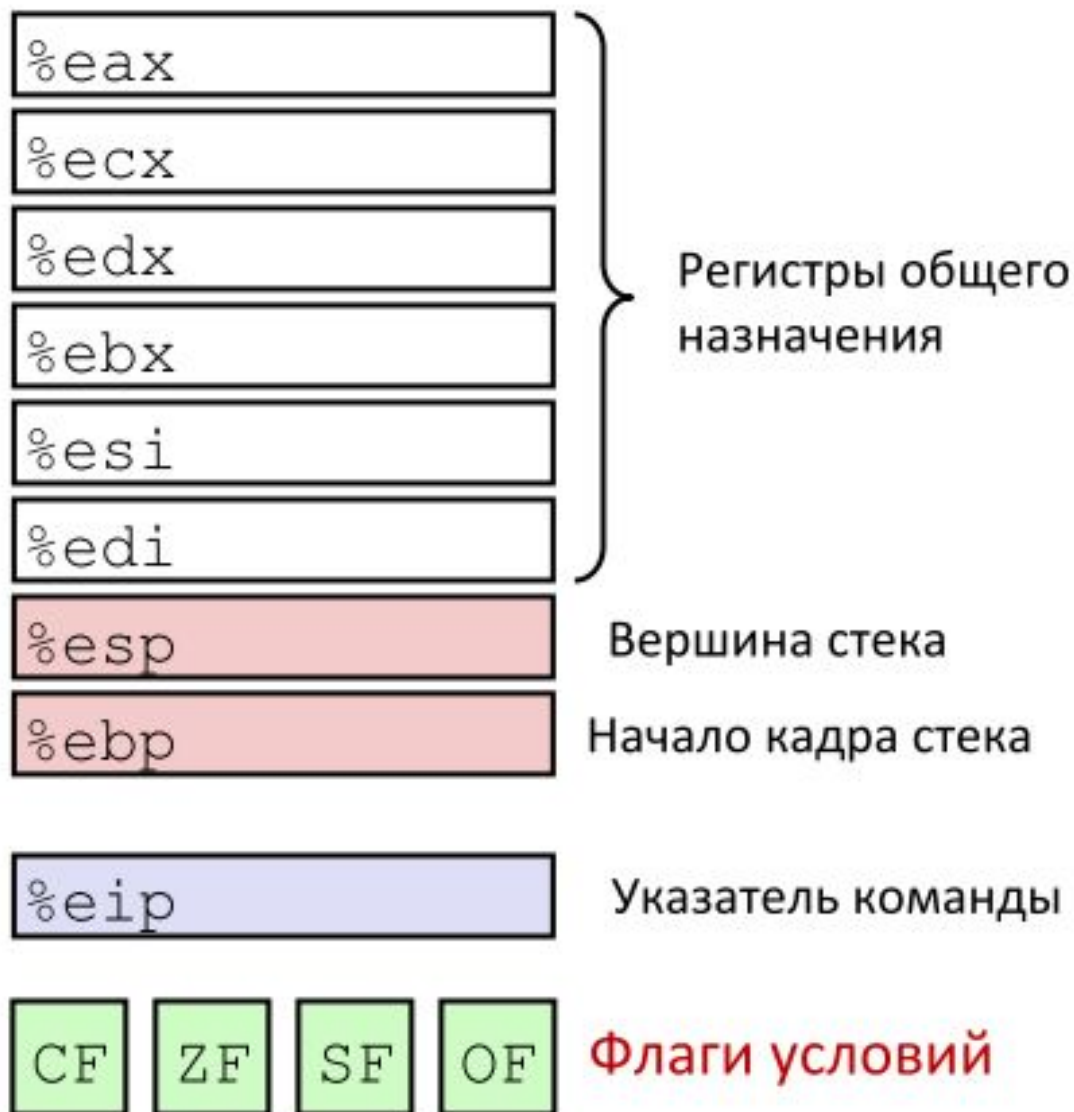 %eax
%ecx
%edx
%ebx
%esi
%edi
Регистры общего
назначения
%esp
Вершина стека
%ebp
Начало кадра стека
%eip
Указатель команды
CF ZF SF OF
Флаги условий